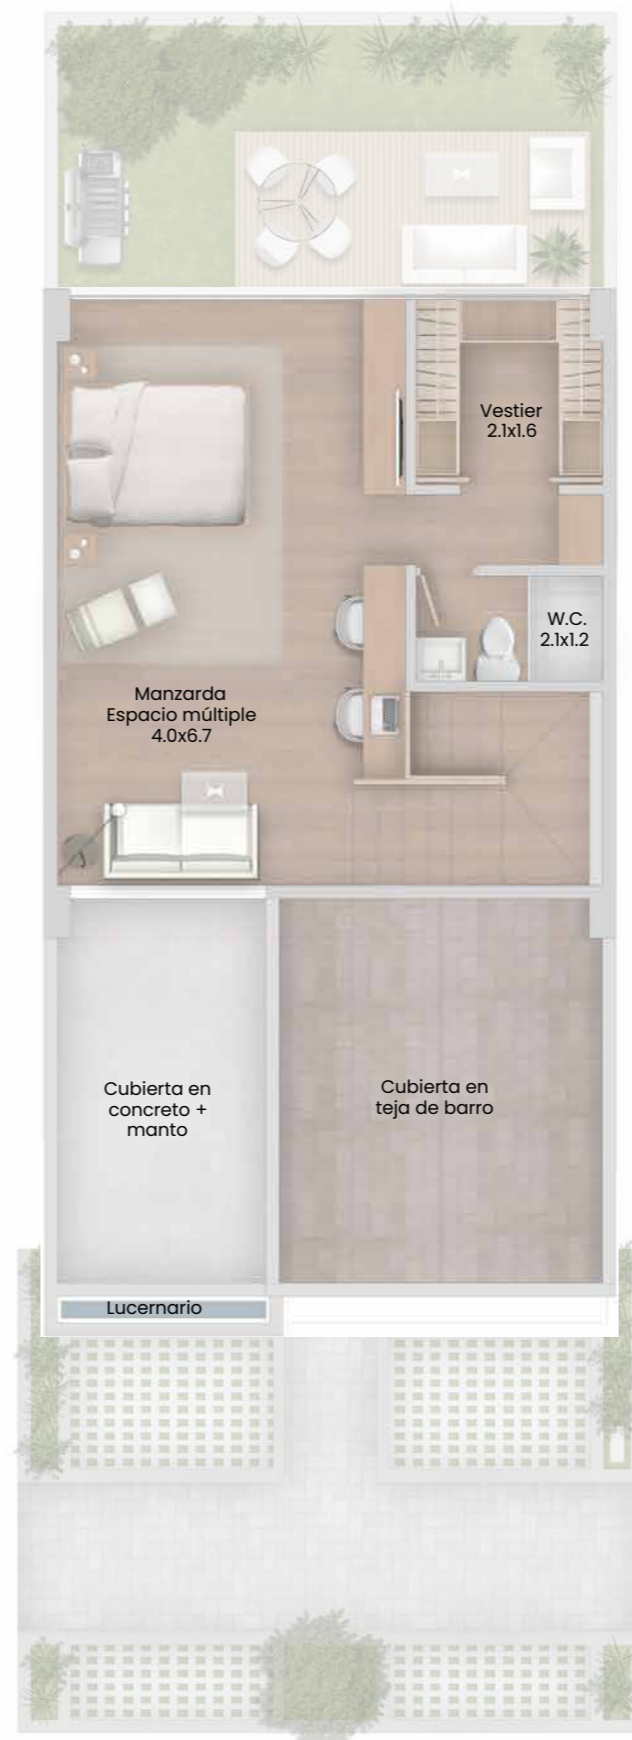 Vestier
2.1x1.6
W.C.
2.1x1.2
Manzarda
Espacio múltiple
4.0x6.7
Cubierta en
concreto +
manto
Cubierta en
teja de barro
Lucernario